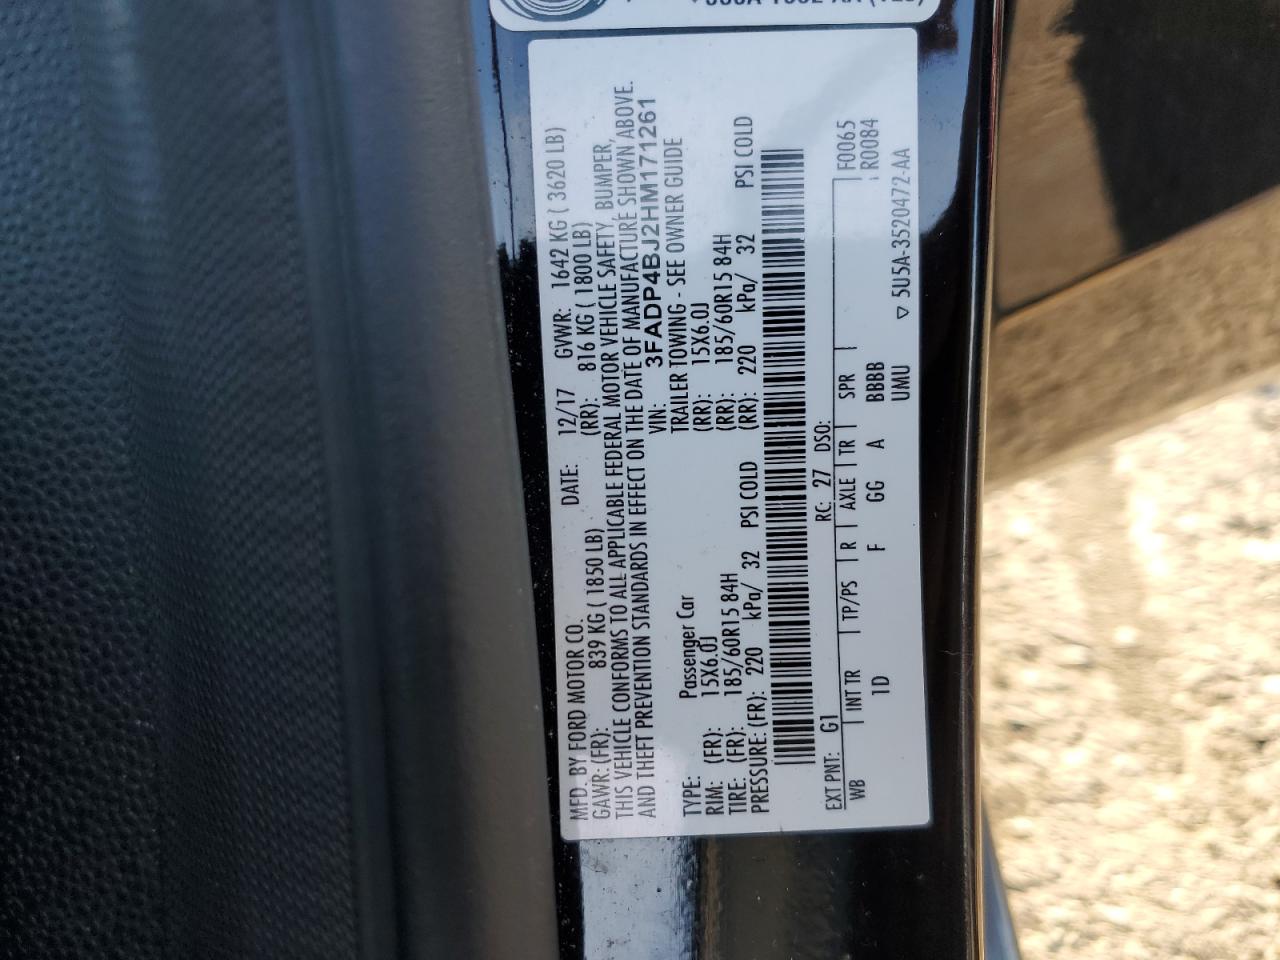 MFD. BY FORD MOTOR CO. DATE: 12/17 GVWR: 1642 KG ( 3620 LB)
GAWR: (FR): 839 KG ( 1850 LB) (RR): 816 KG ( 1800 LB)
THIS VEHICLE CONFORMS TO ALL APPLICABLE FEDERAL MOTOR VEHICLE SAFETY, BUMPER,
AND THEFT PREVENTION STANDARDS IN EFFECT ON THE DATE OF MANUFACTURE SHOWN ABOVE.
VIN: 3FADP4BJ2HM171261
TYPE: Passenger Car TRAILER TOWING - SEE OWNER GUIDE
RIM: (FR): 15X6.0J (RR): 15X6.0J
TIRE: (FR): 185/60R15 84H (RR): 185/60R15 84H
PRESSURE: (FR): 220 kPa/ 32 PSI COLD (RR): 220 kPa/ 32 PSI COLD
EXT PNT: G1 RC: 27 DSO: F0065
WB INT TR TP/PS R AXLE TR SPR R0084
1D F GG A BBBB
UMU ▽ 5U5A-3520472-AA